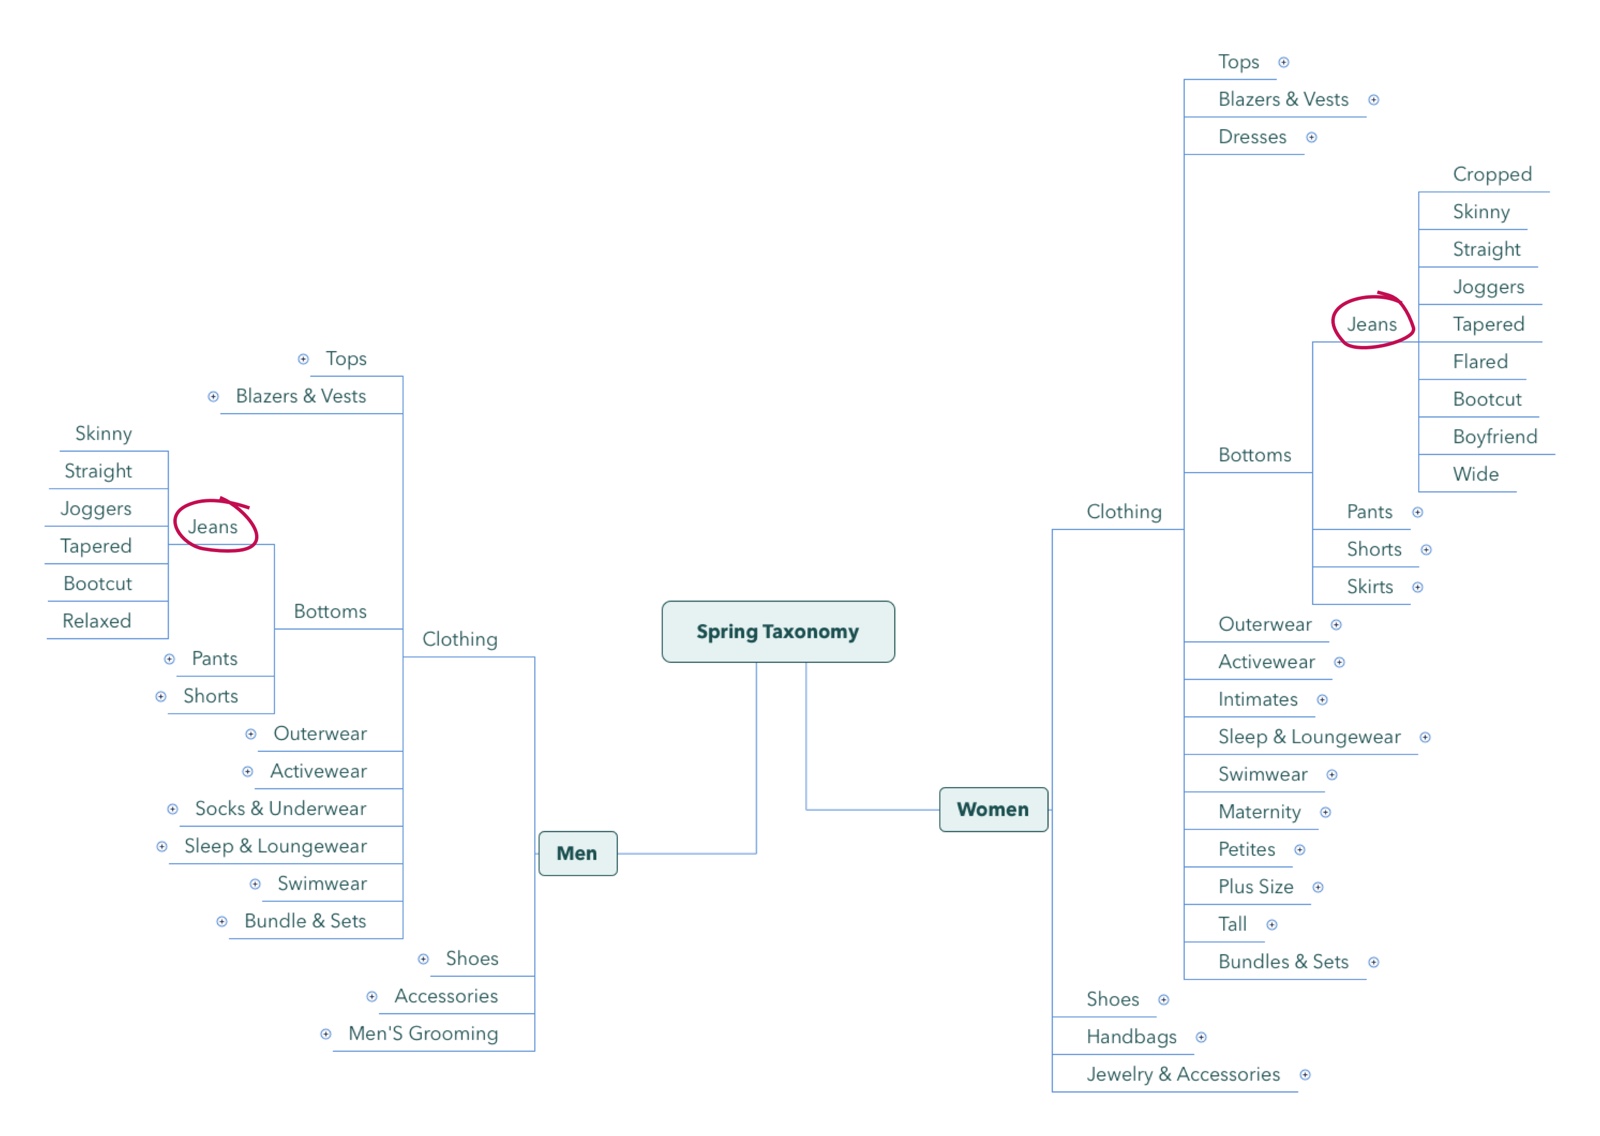 Spring Taxonomy
Men
Clothing
Tops
Blazers & Vests
Bottoms
Jeans
Skinny
Straight
Joggers
Tapered
Bootcut
Relaxed
Pants
Shorts
Outerwear
Activewear
Socks & Underwear
Sleep & Loungewear
Swimwear
Bundle & Sets
Shoes
Accessories
Men'S Grooming
Women
Clothing
Tops
Blazers & Vests
Dresses
Bottoms
Jeans
Cropped
Skinny
Straight
Joggers
Tapered
Flared
Bootcut
Boyfriend
Wide
Pants
Shorts
Skirts
Outerwear
Activewear
Intimates
Sleep & Loungewear
Swimwear
Maternity
Petites
Plus Size
Tall
Bundles & Sets
Shoes
Handbags
Jewelry & Accessories